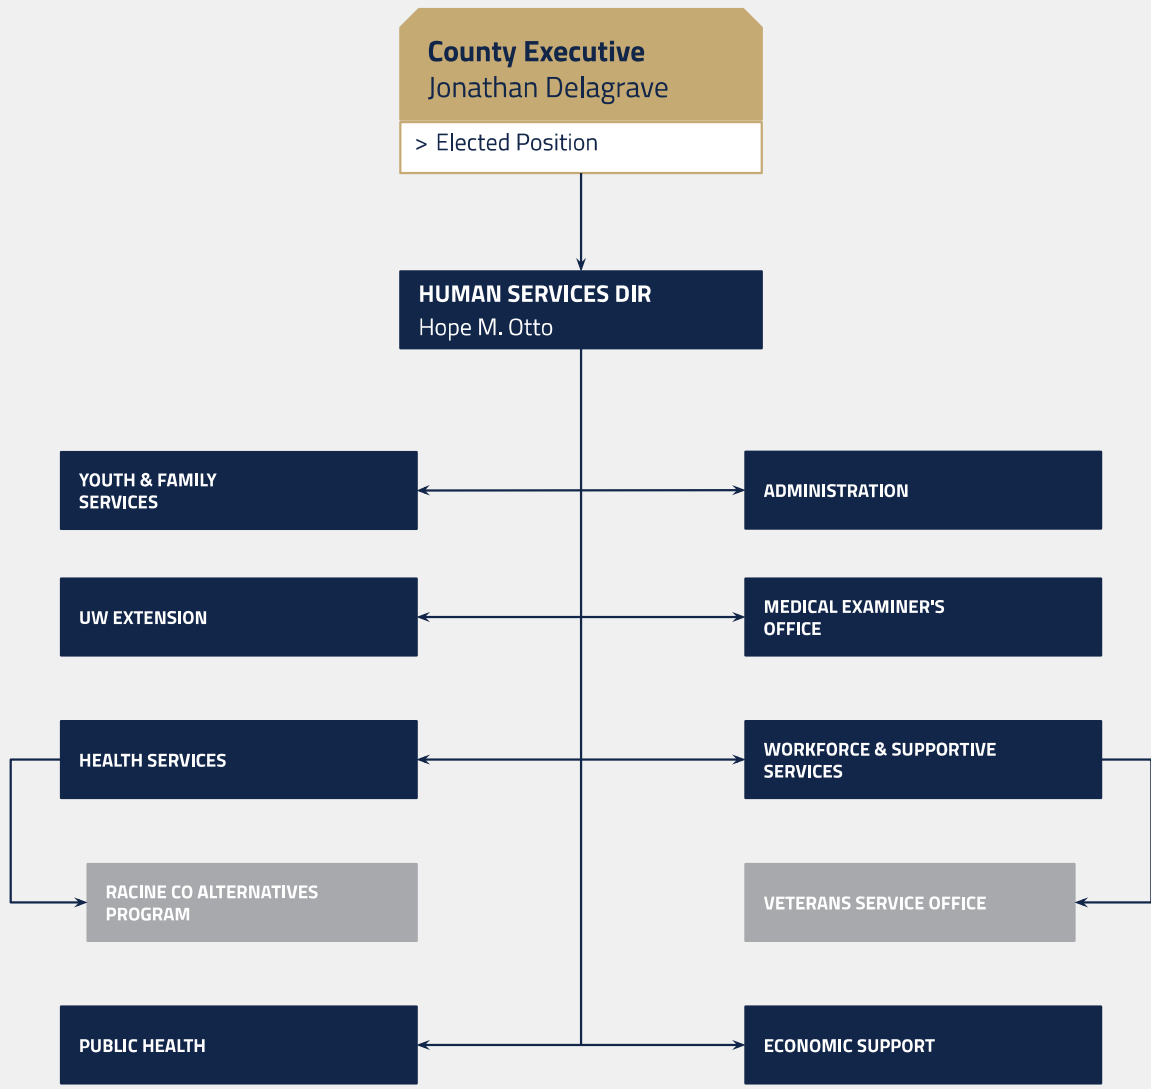 County Executive
Jonathan Delagrave
> Elected Position
HUMAN SERVICES DIR
Hope M. Otto
YOUTH & FAMILY
SERVICES
ADMINISTRATION
UW EXTENSION
MEDICAL EXAMINER'S
OFFICE
HEALTH SERVICES
WORKFORCE & SUPPORTIVE
SERVICES
RACINE CO ALTERNATIVES
PROGRAM
VETERANS SERVICE OFFICE
PUBLIC HEALTH
ECONOMIC SUPPORT